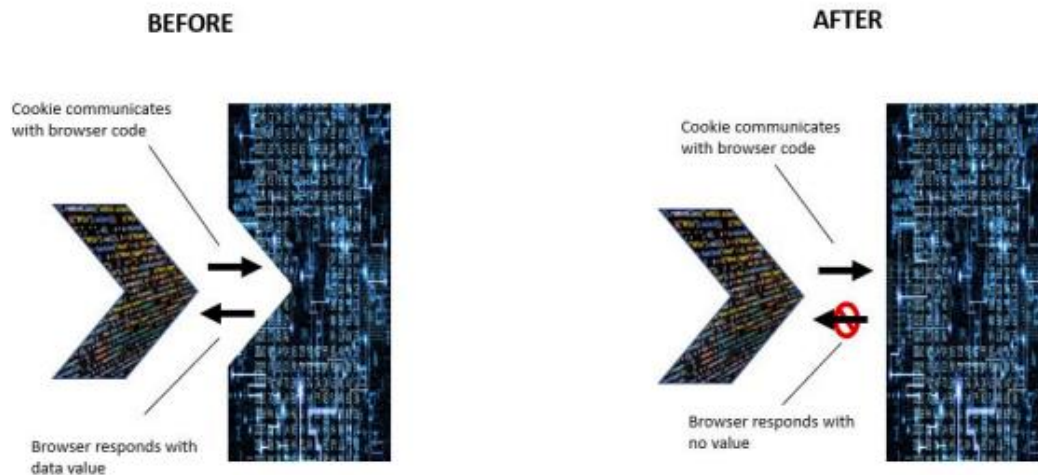 BEFORE
AFTER
Cookie communicates
with browser code
Browser responds with
data value
Cookie communicates
with browser code
Browser responds with
no value